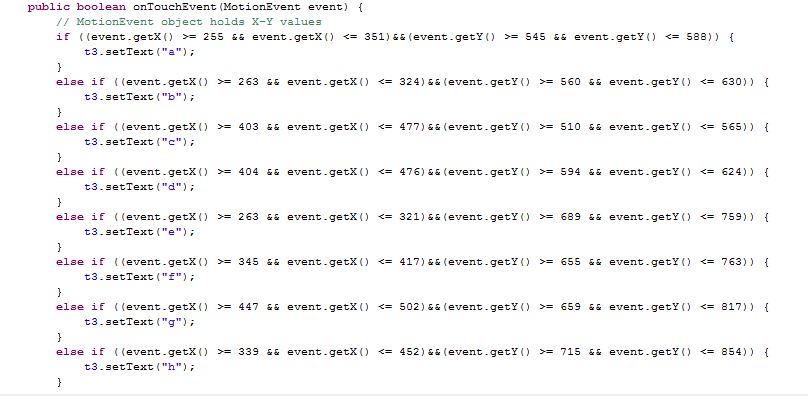 public boolean onTouchEvent(MotionEvent event) {
// MotionEvent object holds X-Y values
if ((event.getX() >= 255 && event.getX() <= 351)&&(event.getY() >= 545 && event.getY() <= 588)) {
t3.setText("a");
}
else if ((event.getX() >= 263 && event.getX() <= 324)&&(event.getY() >= 560 && event.getY() <= 630)) {
t3.setText("b");
}
else if ((event.getX() >= 403 && event.getX() <= 477)&&(event.getY() >= 510 && event.getY() <= 565)) {
t3.setText("c");
}
else if ((event.getX() >= 404 && event.getX() <= 476)&&(event.getY() >= 594 && event.getY() <= 624)) {
t3.setText("d");
}
else if ((event.getX() >= 263 && event.getX() <= 321)&&(event.getY() >= 689 && event.getY() <= 759)) {
t3.setText("e");
}
else if ((event.getX() >= 345 && event.getX() <= 417)&&(event.getY() >= 655 && event.getY() <= 763)) {
t3.setText("f");
}
else if ((event.getX() >= 447 && event.getX() <= 502)&&(event.getY() >= 659 && event.getY() <= 817)) {
t3.setText("g");
}
else if ((event.getX() >= 339 && event.getX() <= 452)&&(event.getY() >= 715 && event.getY() <= 854)) {
t3.setText("h");
}